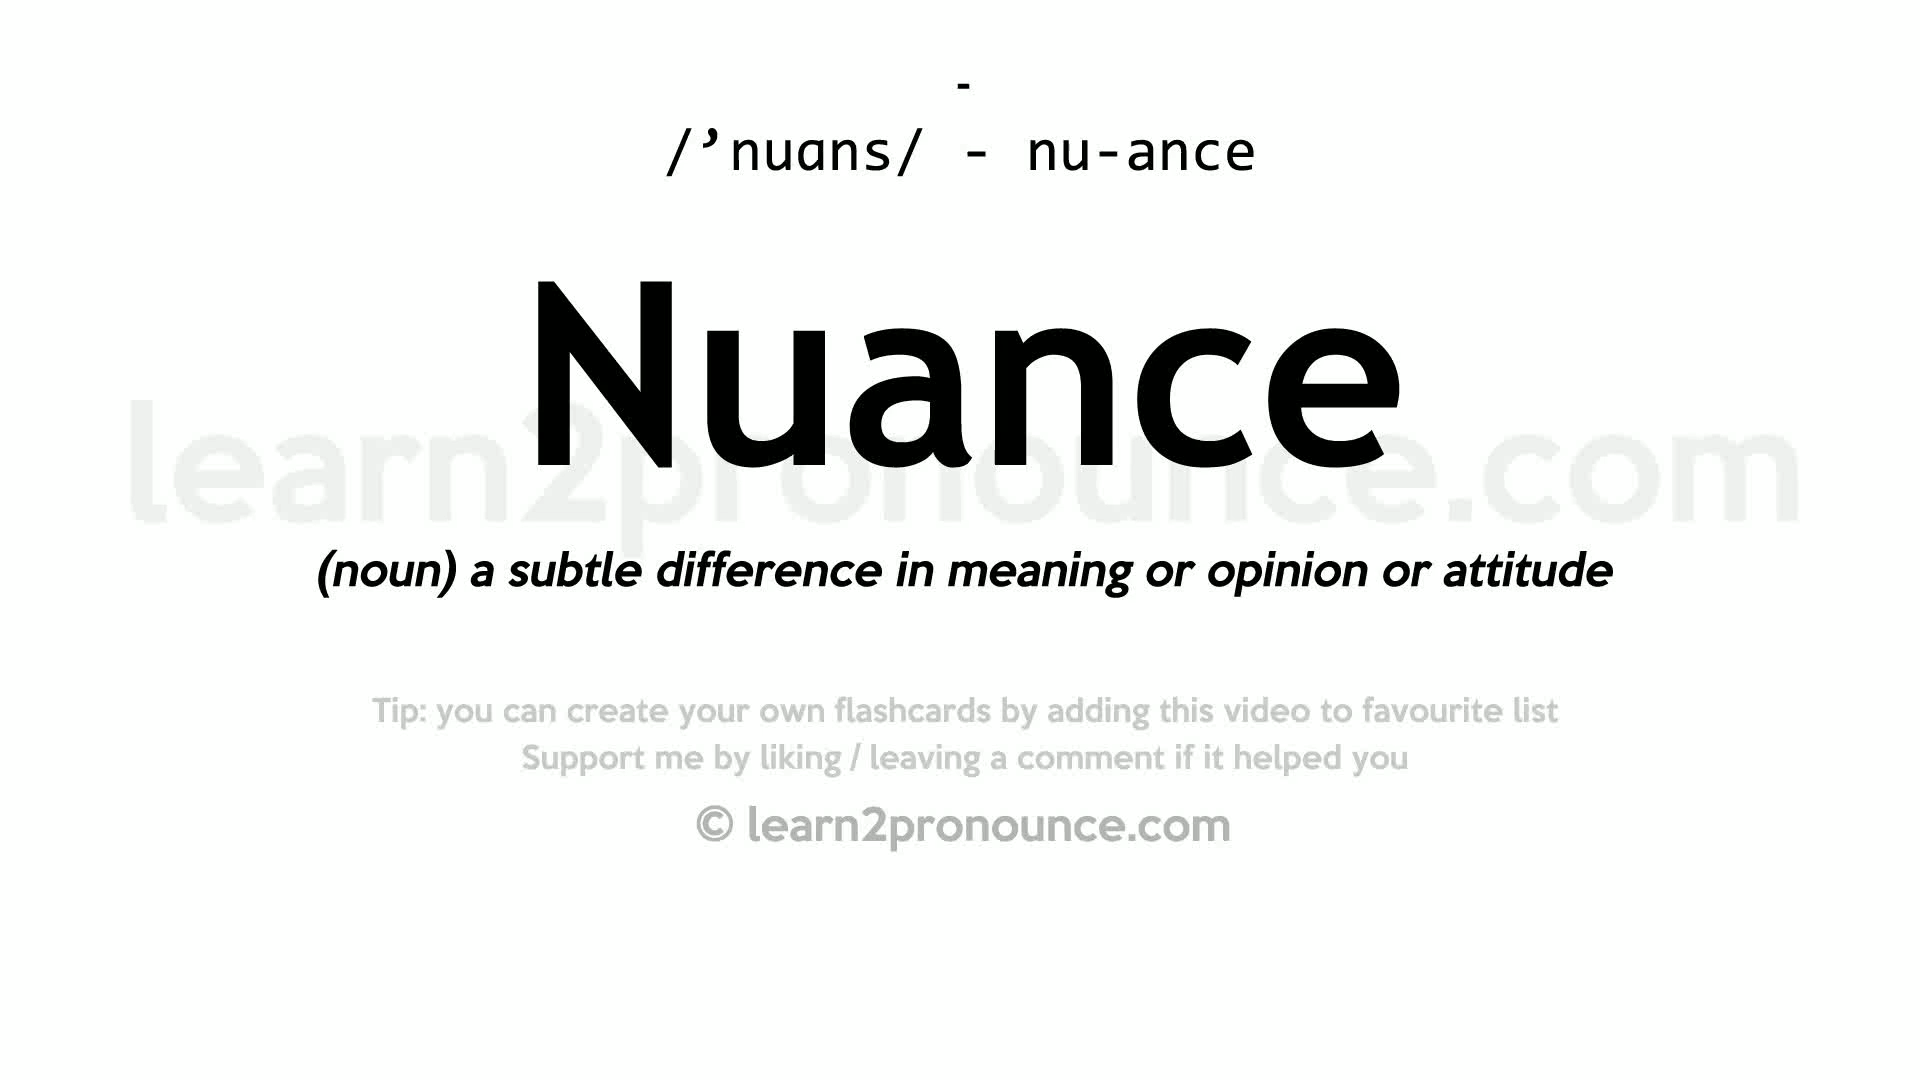 -
/’nuɑns/ - nu-ance
Nuance
learn2pronounce.com
(noun) a subtle difference in meaning or opinion or attitude
Tip: you can create your own flashcards by adding this video to favourite list
Support me by liking / leaving a comment if it helped you
© learn2pronounce.com